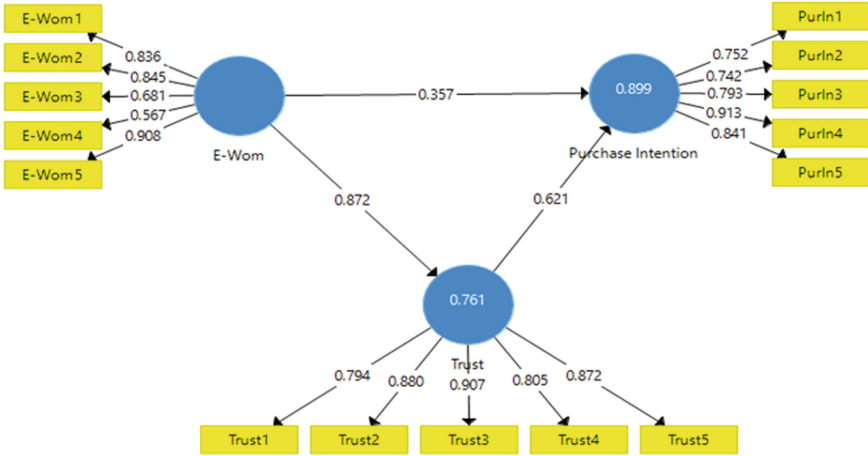 E-Wom1
E-Wom2
E-Wom3
E-Wom4
E-Wom5
0.836
0.845
0.681
0.567
0.908
E-Wom
0.357
0.899
Purchase Intention
0.752
0.742
0.793
0.913
0.841
PurIn1
PurIn2
PurIn3
PurIn4
PurIn5
0.872
0.621
0.761
Trust
0.794
0.880
0.907
0.805
0.872
Trust1
Trust2
Trust3
Trust4
Trust5